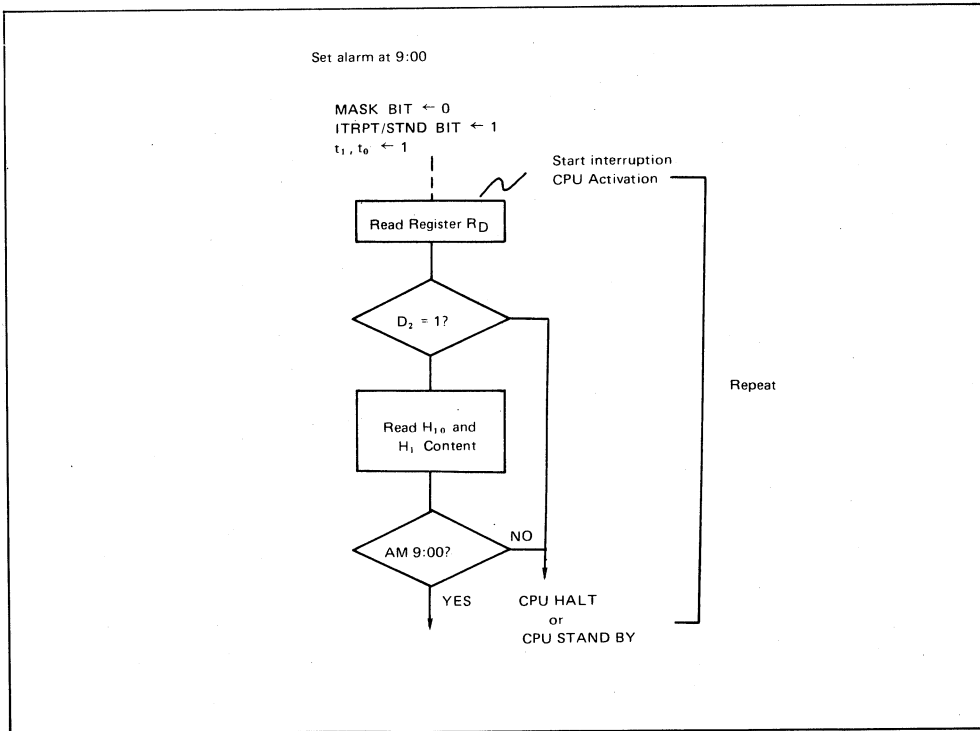 Set alarm at 9:00
MASK BIT ← 0
ITRPT/STND BIT ← 1
t₁, t₀ ← 1
Start interruption
CPU Activation
Read Register RD
D₂ = 1?
Repeat
Read H₁₀ and
H₁ Content
NO
AM 9:00?
YES
CPU HALT
or
CPU STAND BY